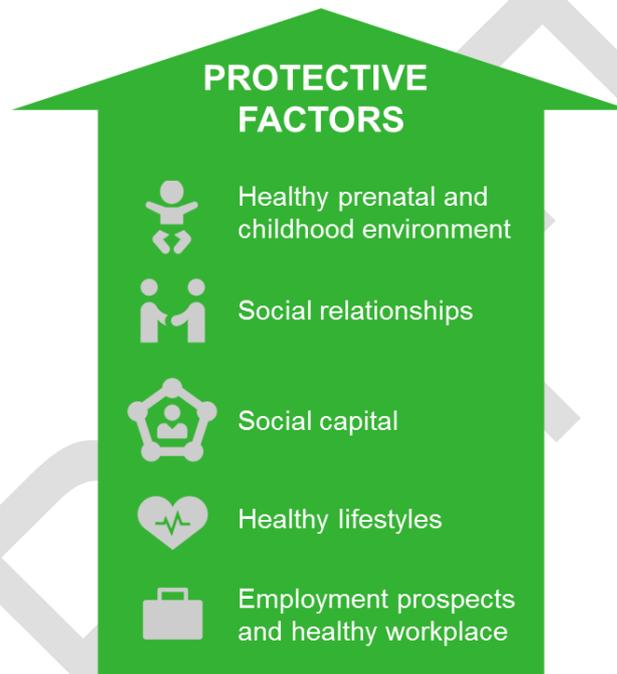 PROTECTIVE
FACTORS
Healthy prenatal and
childhood environment
Social relationships
Social capital
Healthy lifestyles
Employment prospects
and healthy workplace